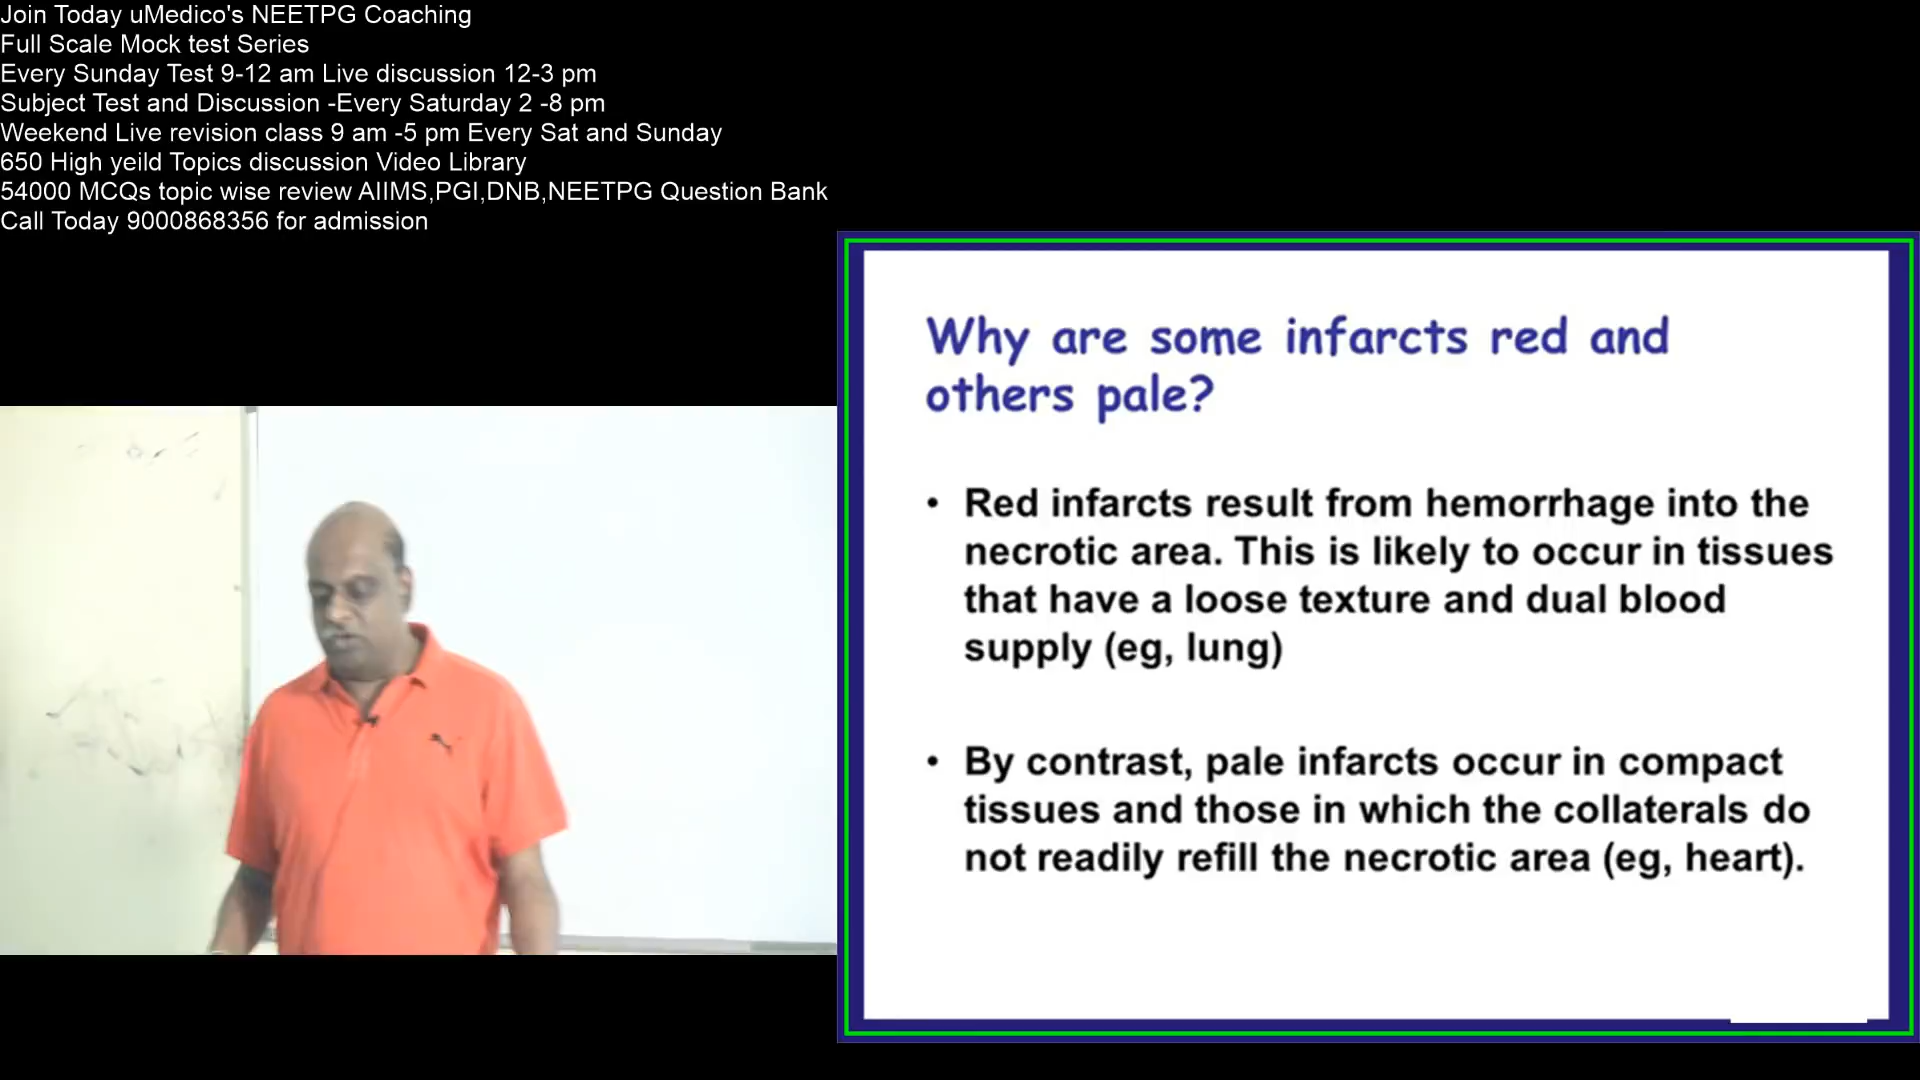 Join Today uMedico's NEETPG Coaching
Full Scale Mock test Series
Every Sunday Test 9-12 am Live discussion 12-3 pm
Subject Test and Discussion -Every Saturday 2 -8 pm
Weekend Live revision class 9 am -5 pm Every Sat and Sunday
650 High yeild Topics discussion Video Library
54000 MCQs topic wise review AIIMS,PGI,DNB,NEETPG Question Bank
Call Today 9000868356 for admission
Why are some infarcts red and
others pale?
• Red infarcts result from hemorrhage into the
necrotic area. This is likely to occur in tissues
that have a loose texture and dual blood
supply (eg, lung)
• By contrast, pale infarcts occur in compact
tissues and those in which the collaterals do
not readily refill the necrotic area (eg, heart).